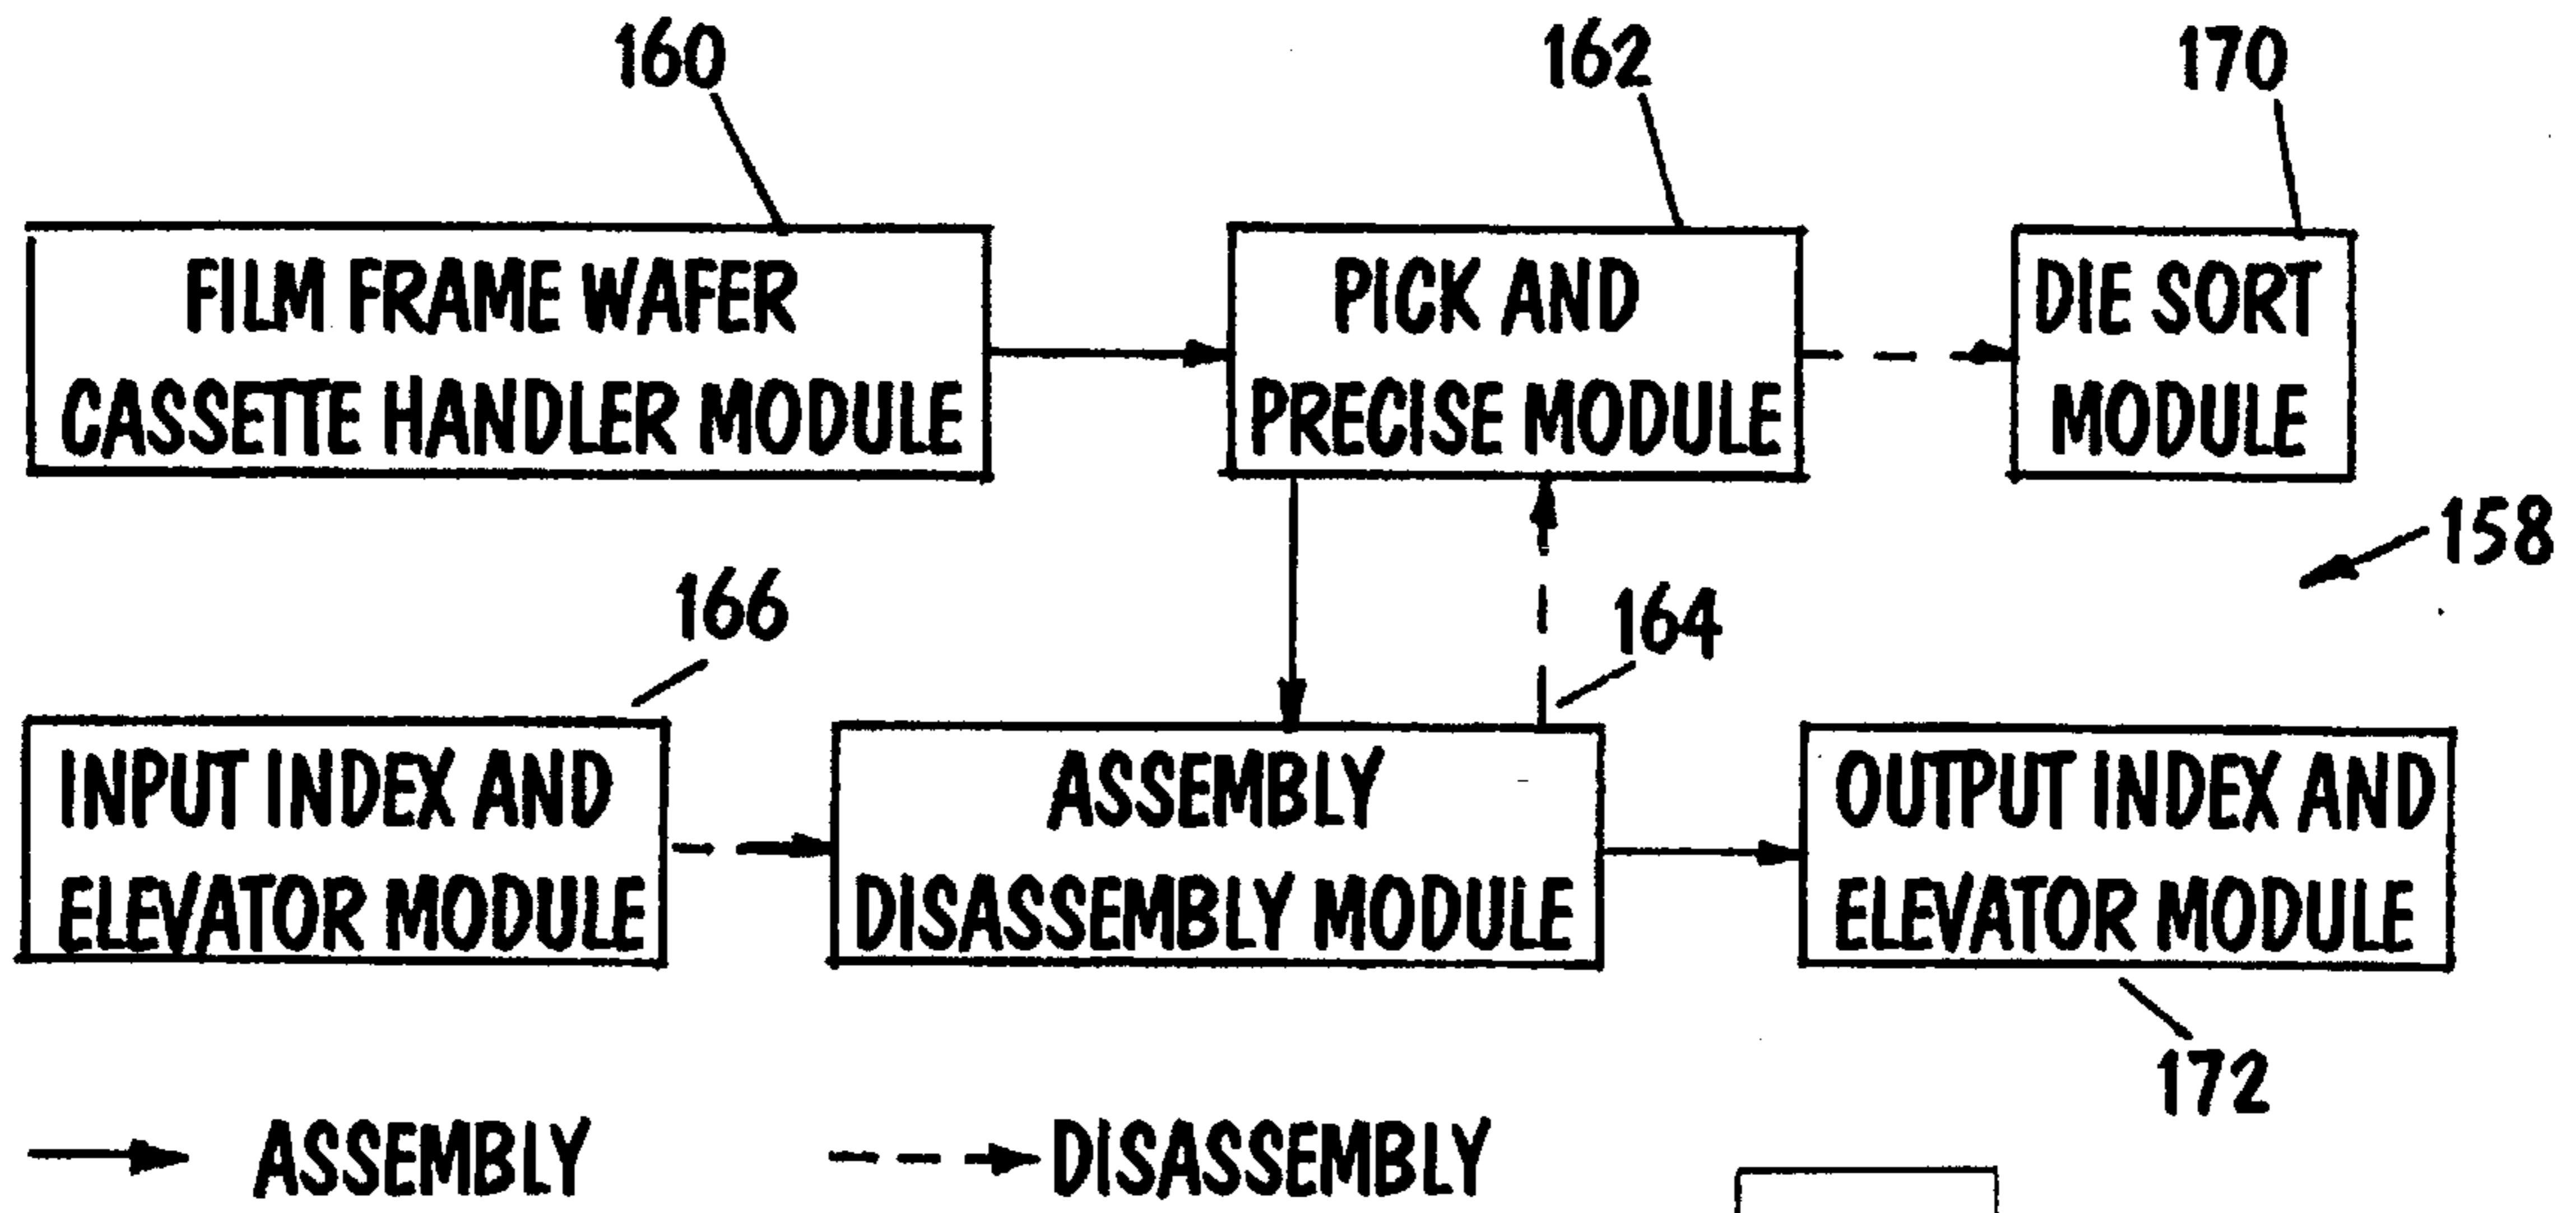 160
162
170
FILM FRAME WAFER
CASSETTE HANDLER MODULE
PICK AND
PRECISE MODULE
DIE SORT
MODULE
158
166
164
INPUT INDEX AND
ELEVATOR MODULE
ASSEMBLY
DISASSEMBLY MODULE
OUTPUT INDEX AND
ELEVATOR MODULE
172
ASSEMBLY
DISASSEMBLY